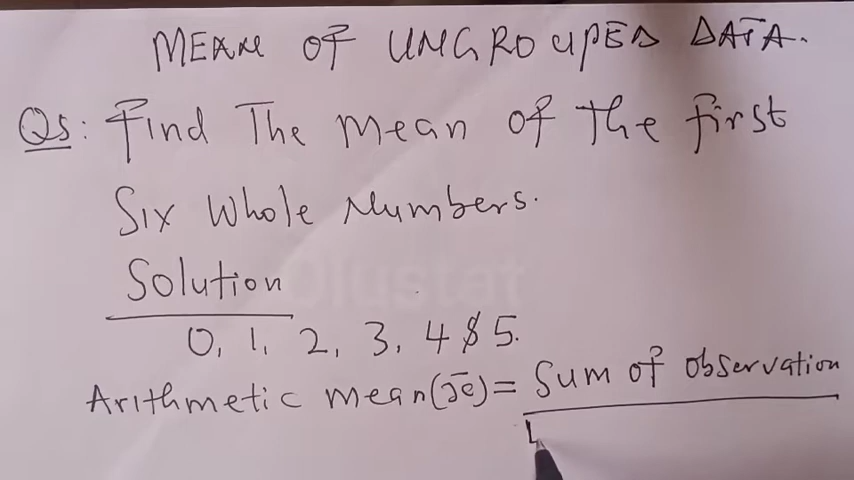 MEAN OF UNGROUPED DATA.
Qs: Find The mean of the first
Six Whole Numbers.
Solution
Olustat
0, 1, 2, 3, 4 & 5.
Arithmetic mean (x̄) = Sum of observation